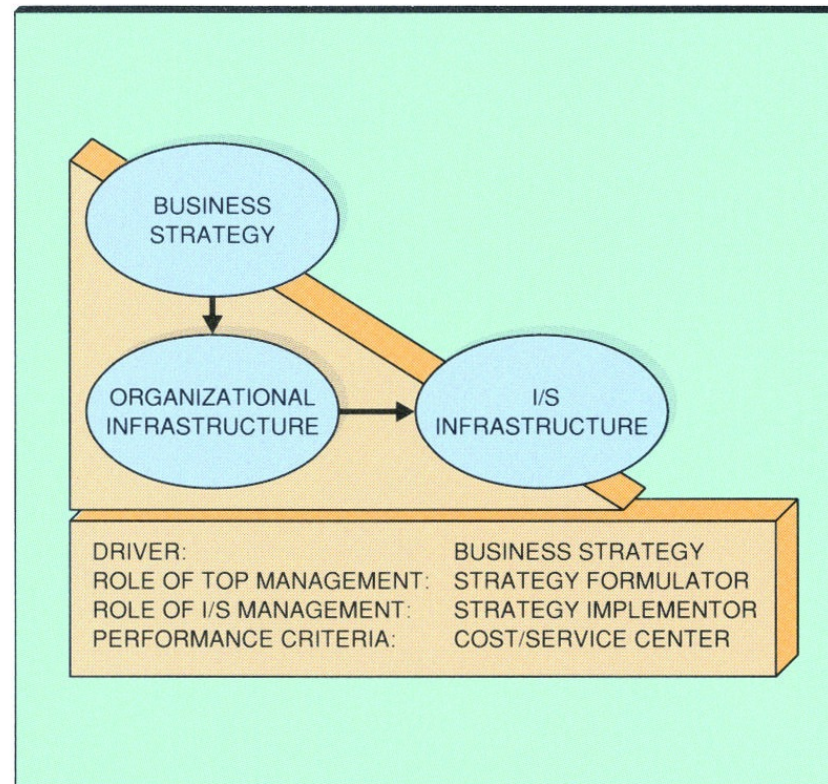 BUSINESS
STRATEGY
ORGANIZATIONAL
INFRASTRUCTURE
I/S
INFRASTRUCTURE
DRIVER: BUSINESS STRATEGY
ROLE OF TOP MANAGEMENT: STRATEGY FORMULATOR
ROLE OF I/S MANAGEMENT: STRATEGY IMPLEMENTOR
PERFORMANCE CRITERIA: COST/SERVICE CENTER